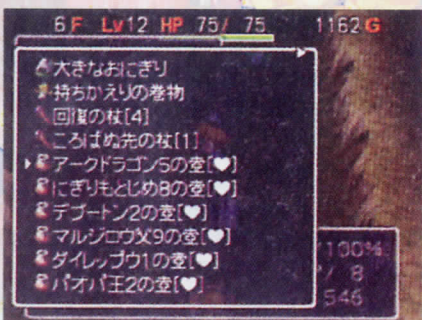 6F Lv12 HP 75/ 75 1162G
大きなおにぎり
持ちかえりの巻物
回復の杖[4]
ころばぬ先の杖[1]
アークドラゴン5の壺[♥]
にぎりもとじめ8の壺[♥]
デブートン2の壺[♥]
マルジロウ父9の壺[♥]
ダイレップウ1の壺[♥]
パオパ王2の壺[♥]
/100%
/ 8
546